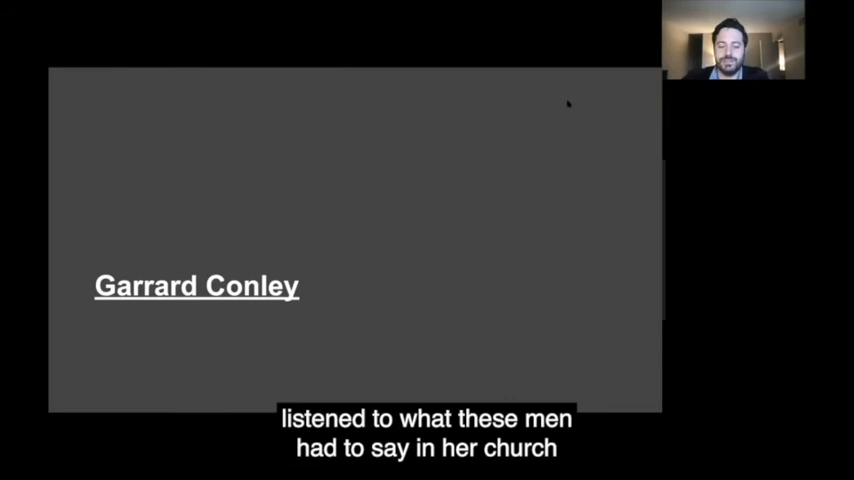 Garrard Conley
listened to what these men
had to say in her church